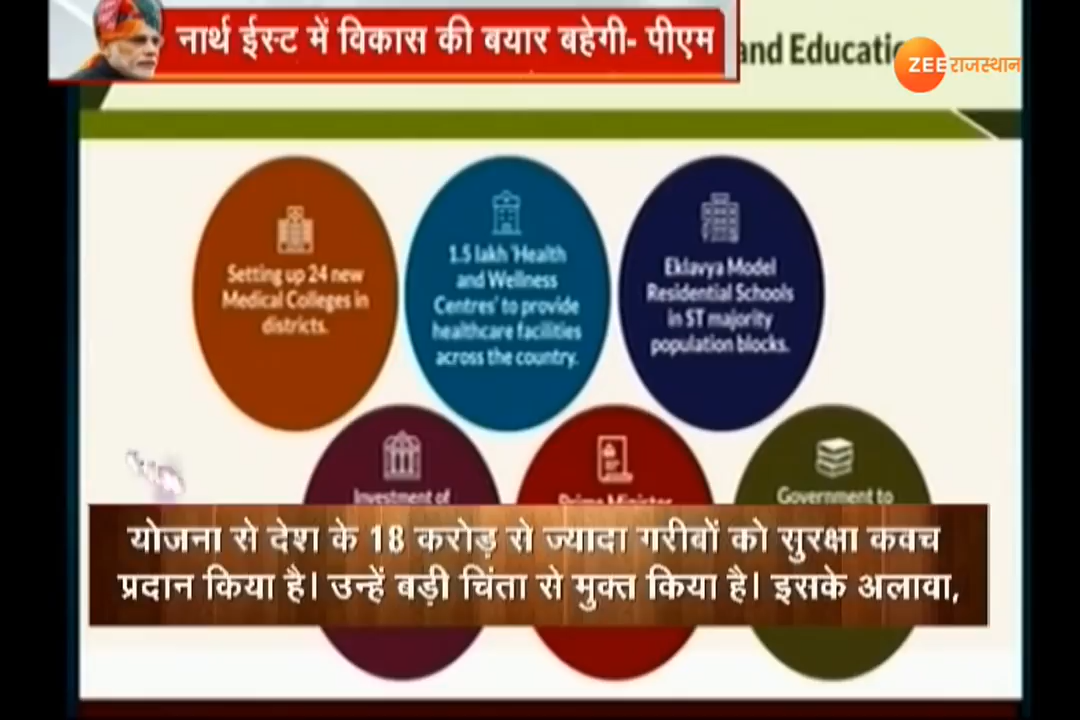 नार्थ ईस्ट में विकास की बयार बहेगी- पीएम
and Educatio
ZEE राजस्थान
Setting up 24 new
Medical Colleges in
districts.
1.5 lakh 'Health
and Wellness
Centres' to provide
healthcare facilities
across the country.
Eklavya Model
Residential Schools
in ST majority
population blocks.
Investment of
Prime Minister
Government to
योजना से देश के 18 करोड़ से ज्यादा गरीबों को सुरक्षा कवच
प्रदान किया है। उन्हें बड़ी चिंता से मुक्त किया है। इसके अलावा,